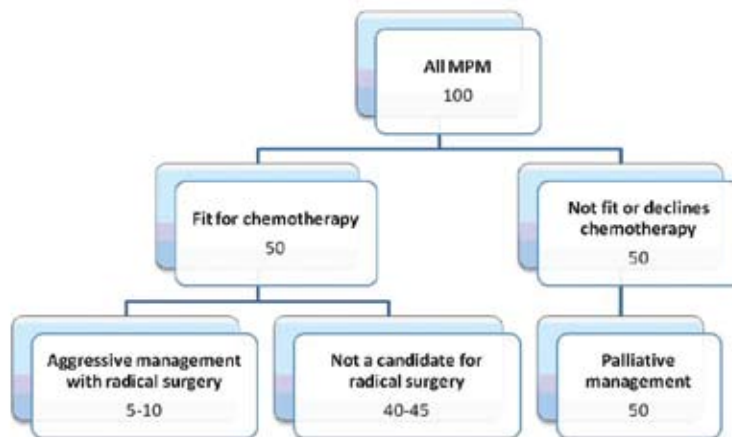 All MPM
100
Fit for chemotherapy
50
Not fit or declines
chemotherapy
50
Aggressive management
with radical surgery
5-10
Not a candidate for
radical surgery
40-45
Palliative
management
50